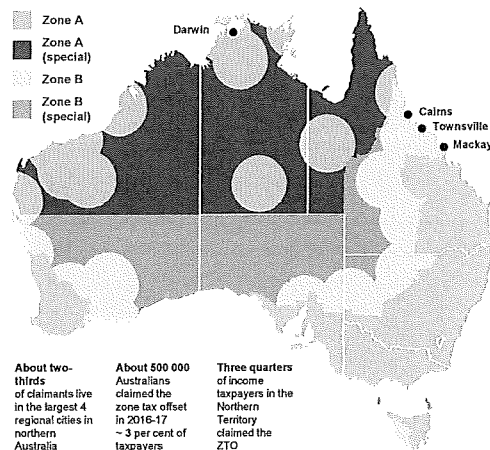 Zone A
Zone A
(special)
Zone B
Zone B
(special)
Darwin
Cairns
Townsville
Mackay
About two-
thirds
of claimants live
in the largest 4
regional cities in
northern
Australia
About 500 000
Australians
claimed the
zone tax offset
in 2016-17
~ 3 per cent of
taxpayers
Three quarters
of income
taxpayers in the
Northern
Territory
claimed the
ZTO